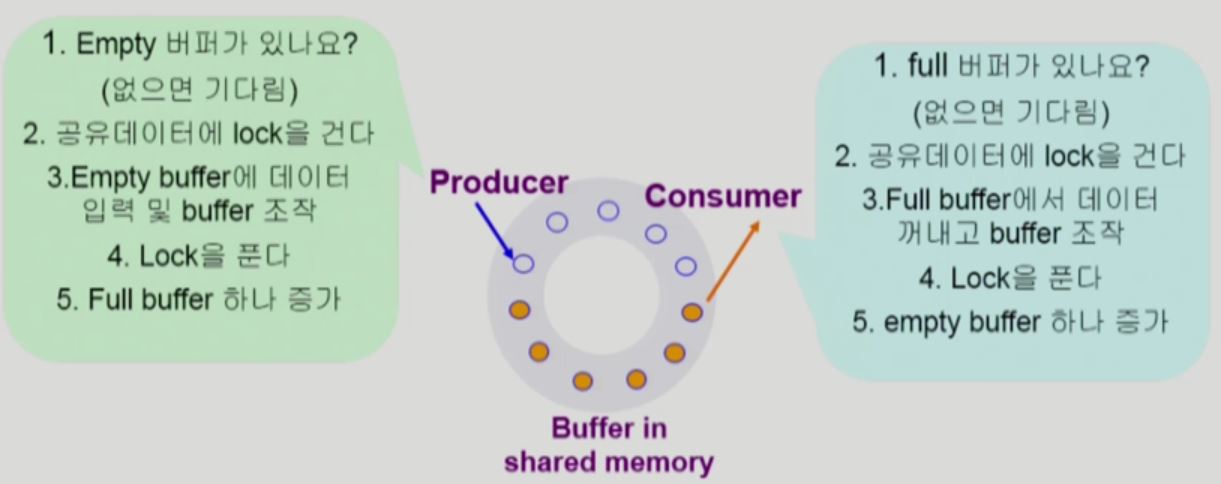 1. Empty 버퍼가 있나요?
(없으면 기다림)
2. 공유데이터에 lock을 건다
3.Empty buffer에 데이터
입력 및 buffer 조작
4. Lock을 푼다
5. Full buffer 하나 증가
Producer
Consumer
Buffer in
shared memory
1. full 버퍼가 있나요?
(없으면 기다림)
2. 공유데이터에 lock을 건다
3.Full buffer에서 데이터
꺼내고 buffer 조작
4. Lock을 푼다
5. empty buffer 하나 증가